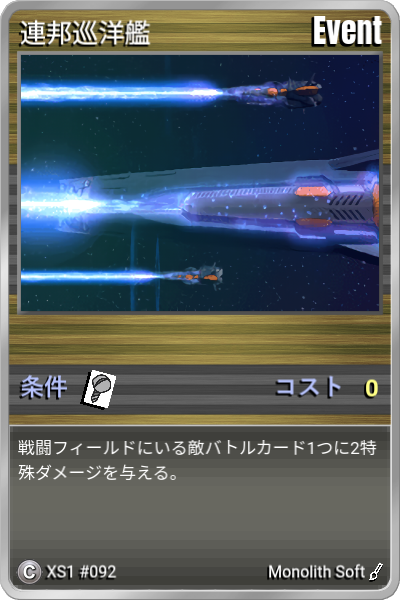 連邦巡洋艦 Event
条件 コスト 0
戦闘フィールドにいる敵バトルカード1つに2特
殊ダメージを与える。
C XS1 #092 Monolith Soft